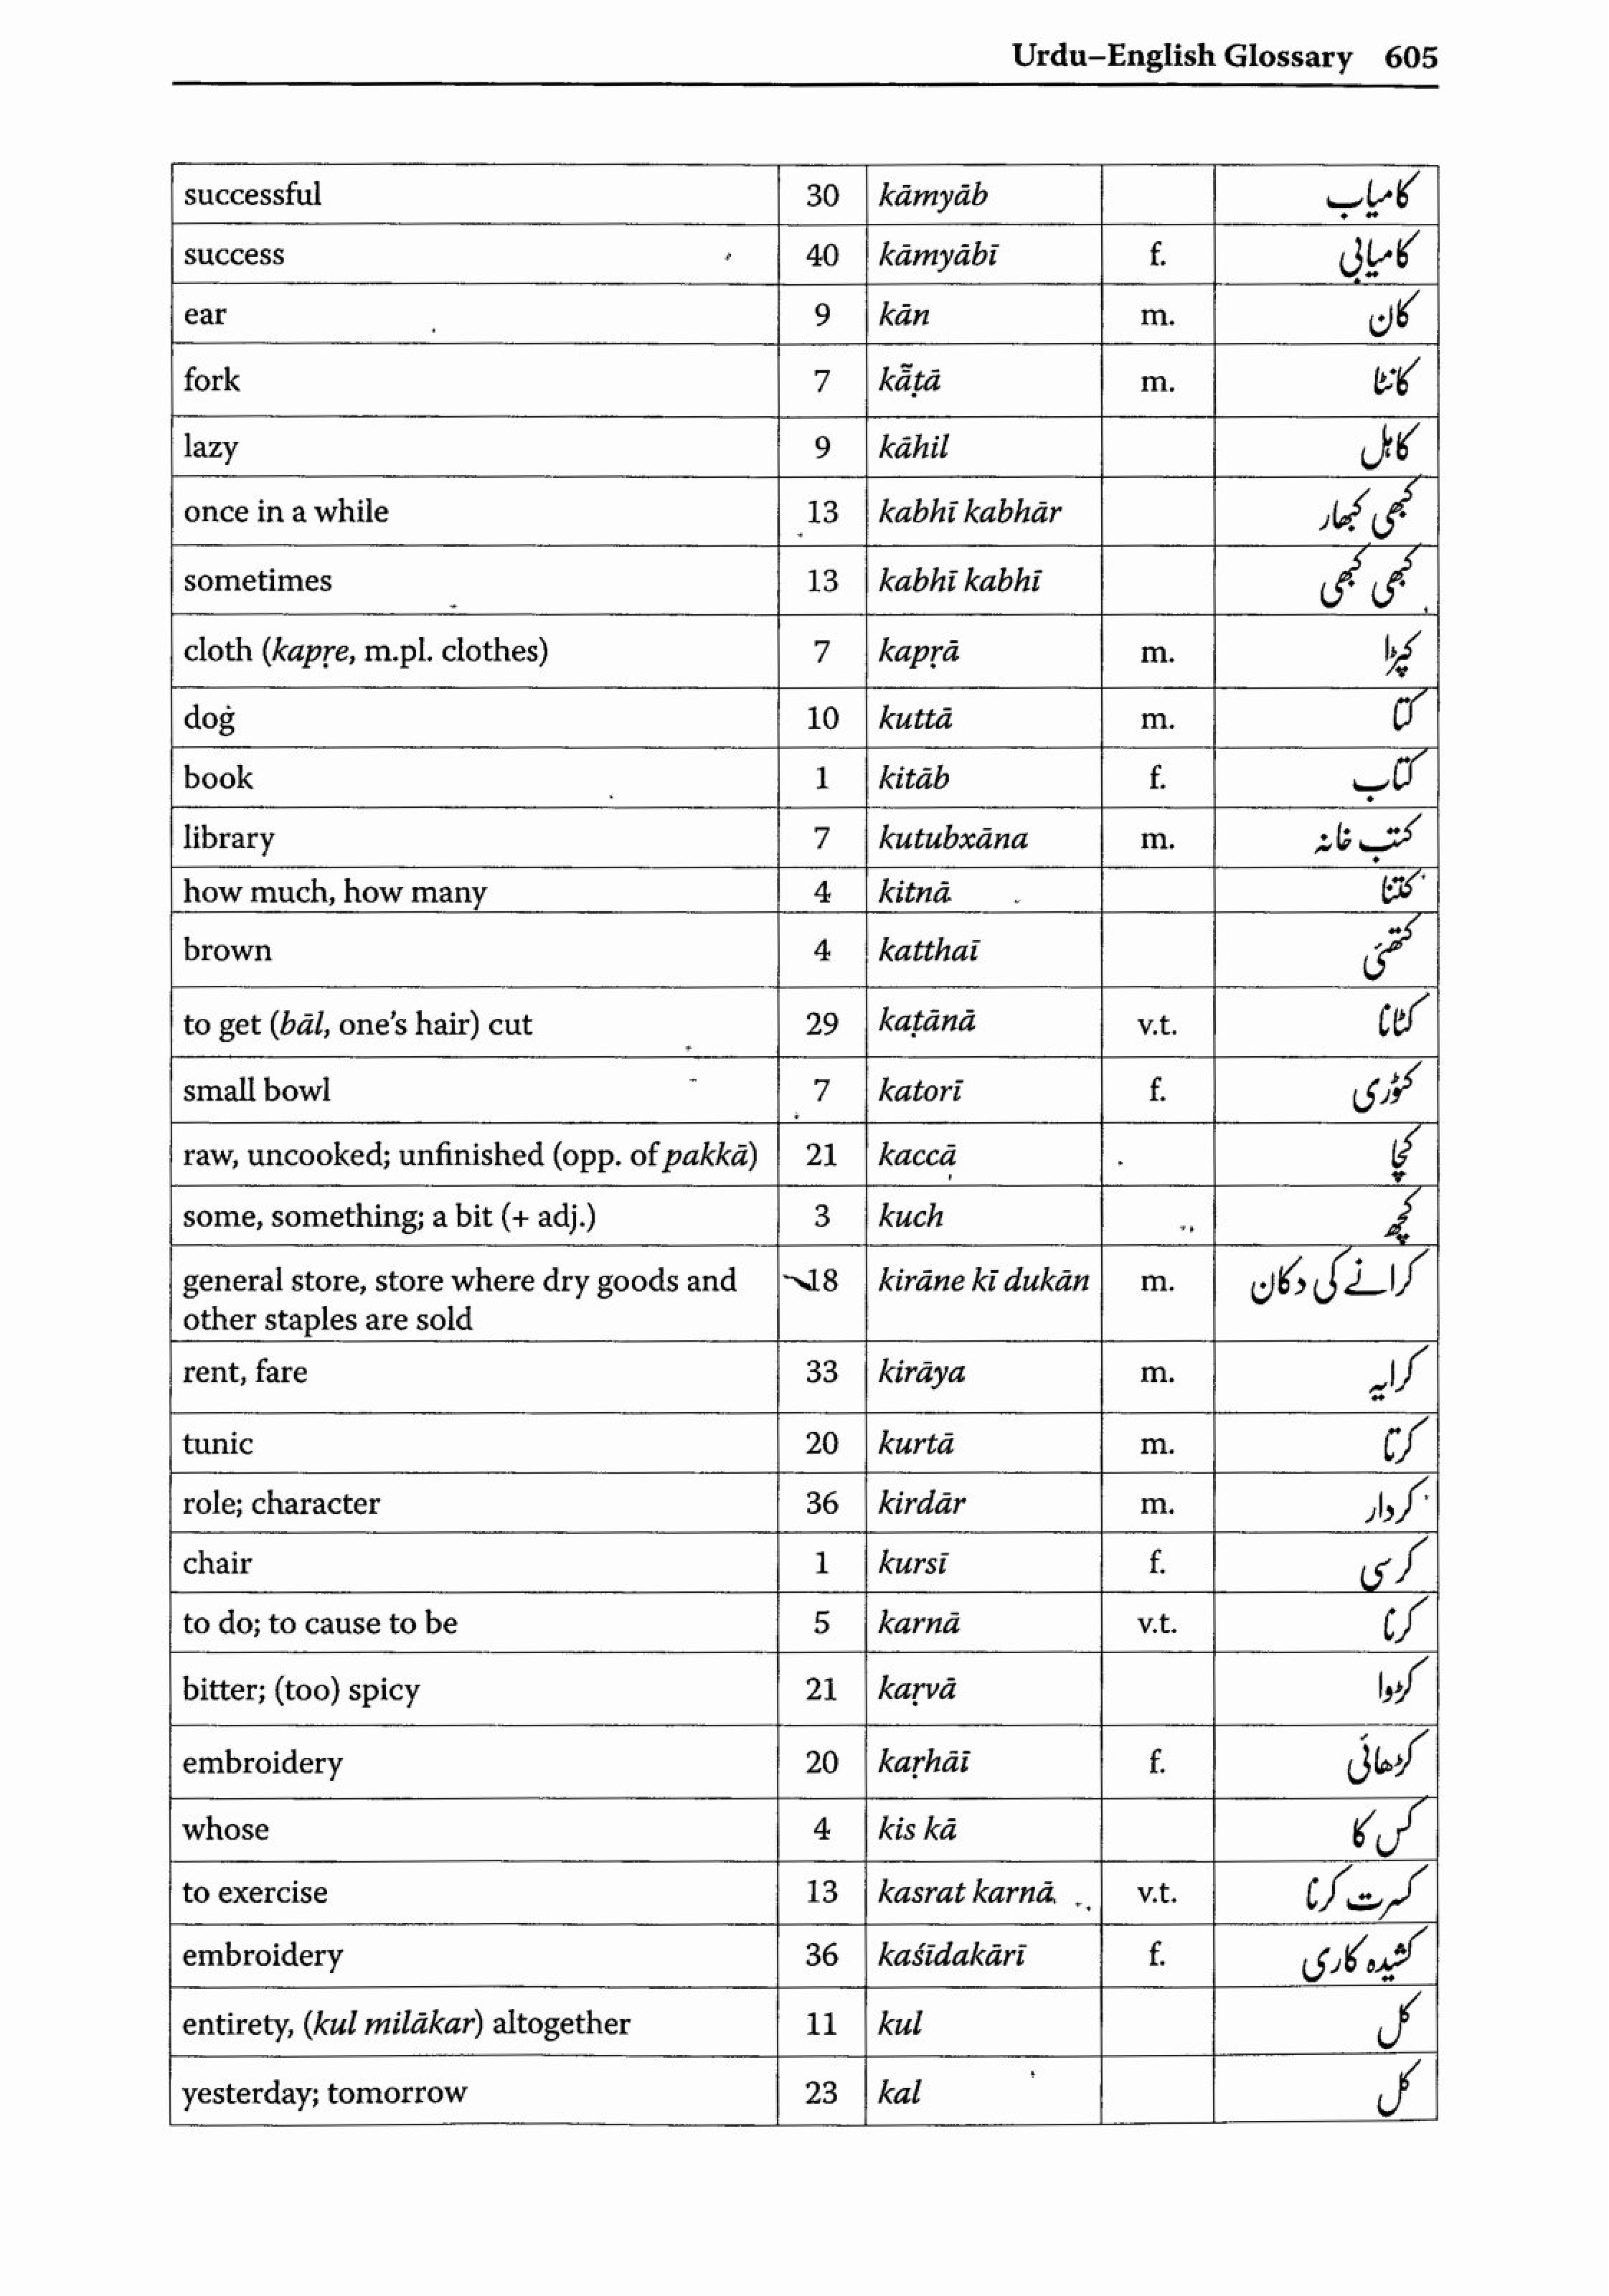 Urdu–English Glossary 605
successful 30 kāmyāb کامیاب
success 40 kāmyābī f. کامیابی
ear 9 kān m. کان
fork 7 kā̃ṭā m. کانٹا
lazy 9 kāhil کاہل
once in a while 13 kabhī kabhār کبھی کبھار
sometimes 13 kabhī kabhī کبھی کبھی
cloth (kapṛe, m.pl. clothes) 7 kapṛā m. کپڑا
dog 10 kuttā m. کتا
book 1 kitāb f. کتاب
library 7 kutubxāna m. کتب خانہ
how much, how many 4 kitnā کتنا
brown 4 katthaī کتھئی
to get (bāl, one's hair) cut 29 kaṭānā v.t. کٹانا
small bowl 7 katorī f. کٹوری
raw, uncooked; unfinished (opp. of pakkā) 21 kaccā کچا
some, something; a bit (+ adj.) 3 kuch کچھ
general store, store where dry goods and 18 kirāne kī dukān m. کرانے کی دکان
other staples are sold
rent, fare 33 kirāya m. کرایہ
tunic 20 kurtā m. کرتا
role; character 36 kirdār m. کردار
chair 1 kursī f. کرسی
to do; to cause to be 5 karnā v.t. کرنا
bitter; (too) spicy 21 kaṛvā کڑوا
embroidery 20 kaṛhāī f. کڑھائی
whose 4 kis kā کس کا
to exercise 13 kasrat karnā v.t. کسرت کرنا
embroidery 36 kaśīdakārī f. کشیدہ کاری
entirety, (kul milākar) altogether 11 kul کل
yesterday; tomorrow 23 kal کل